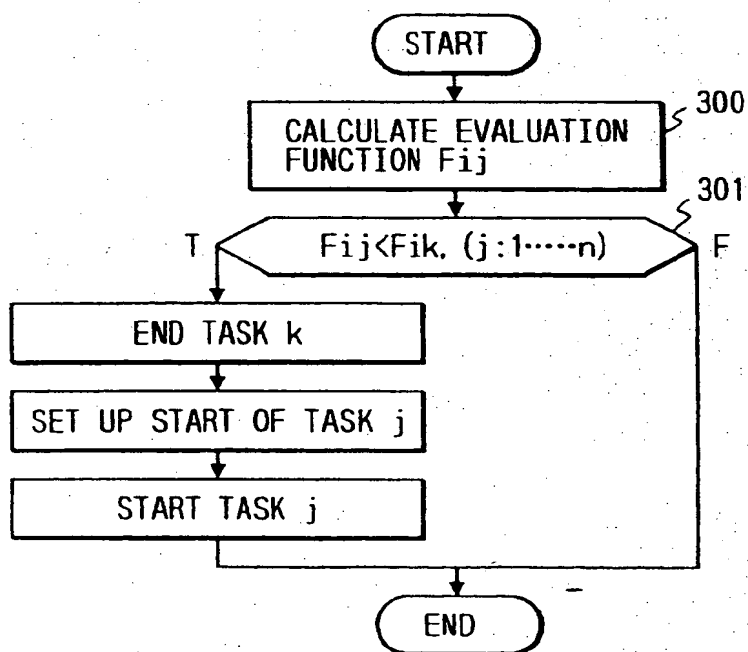 START
300
CALCULATE EVALUATION
FUNCTION Fij
301
T
Fij<Fik, (j:1·····n)
F
END TASK k
SET UP START OF TASK j
START TASK j
END